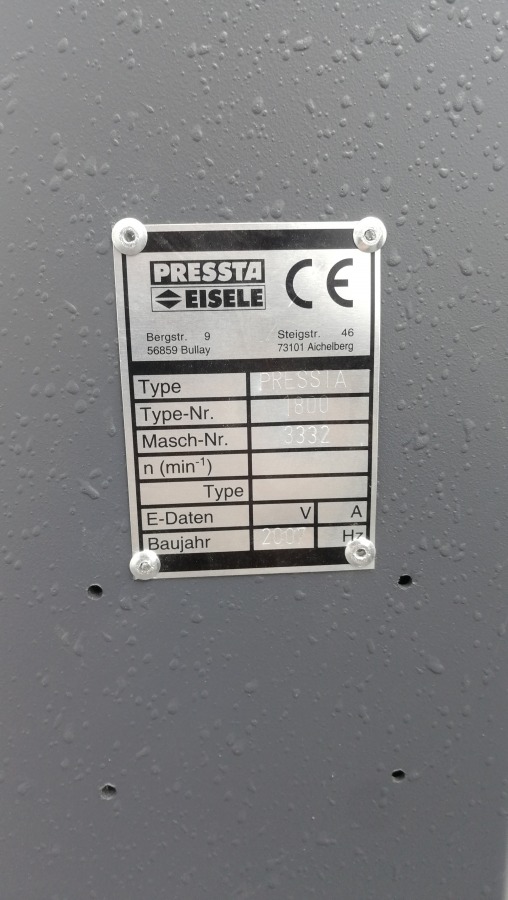 PRESSTA
EISELE
CE
Bergstr. 9
56859 Bullay
Steigstr. 46
73101 Aichelberg
Type PRESSTA
Type-Nr. 1800
Masch-Nr. 3332
n (min-1)
Type
E-Daten V A
Baujahr 2007 Hz